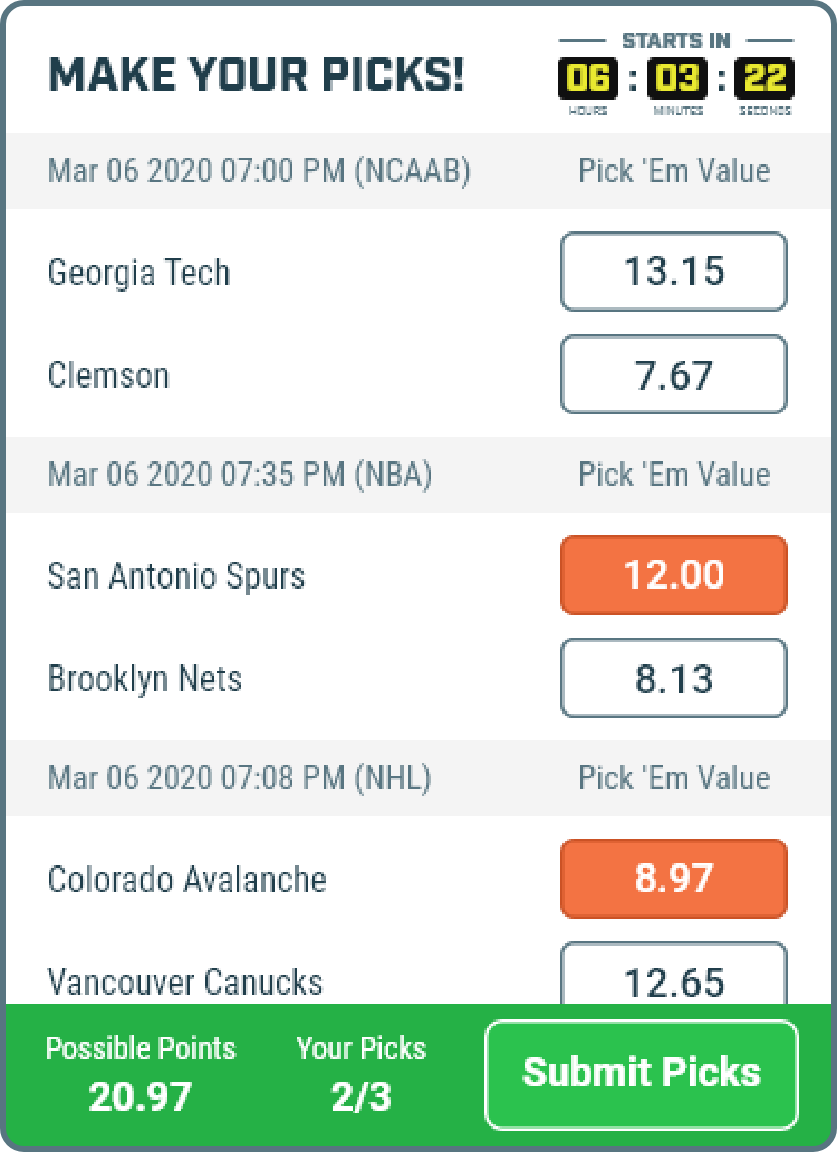 MAKE YOUR PICKS!
STARTS IN
06 : 03 : 22
HOURS MINUTES SECONDS
Mar 06 2020 07:00 PM (NCAAB) Pick 'Em Value
Georgia Tech 13.15
Clemson 7.67
Mar 06 2020 07:35 PM (NBA) Pick 'Em Value
San Antonio Spurs 12.00
Brooklyn Nets 8.13
Mar 06 2020 07:08 PM (NHL) Pick 'Em Value
Colorado Avalanche 8.97
Vancouver Canucks 12.65
Possible Points Your Picks
20.97 2/3
Submit Picks